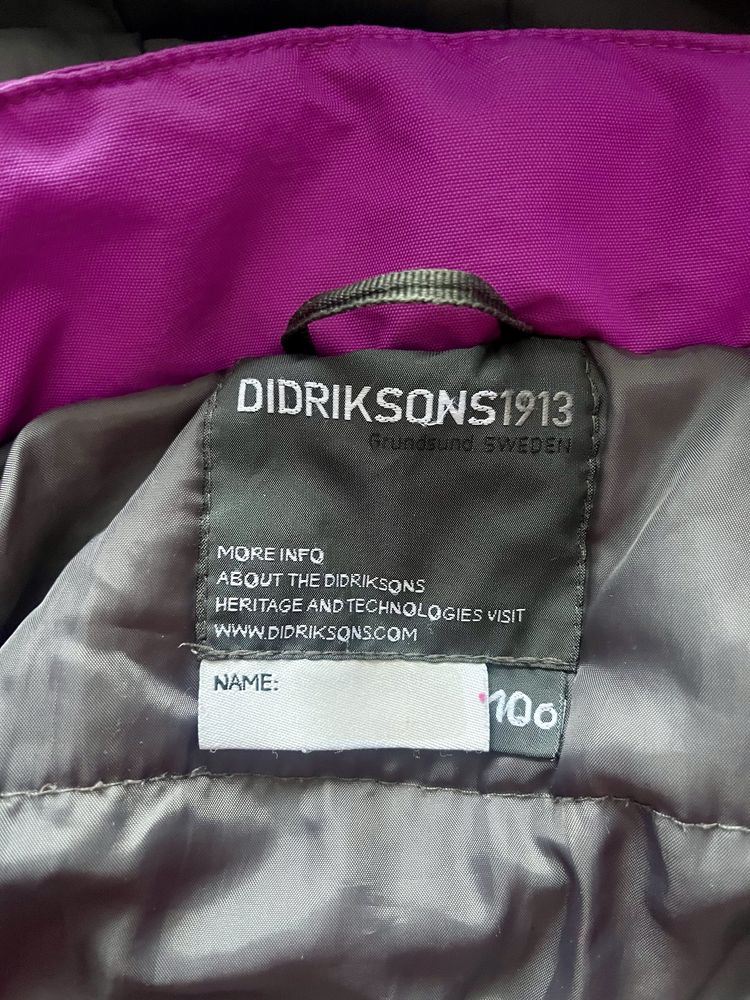 DIDRIKSONS1913
Grundsund SWEDEN
MORE INFO
ABOUT THE DIDRIKSONS
HERITAGE AND TECHNOLOGIES VISIT
WWW.DIDRIKSONS.COM
NAME:
100